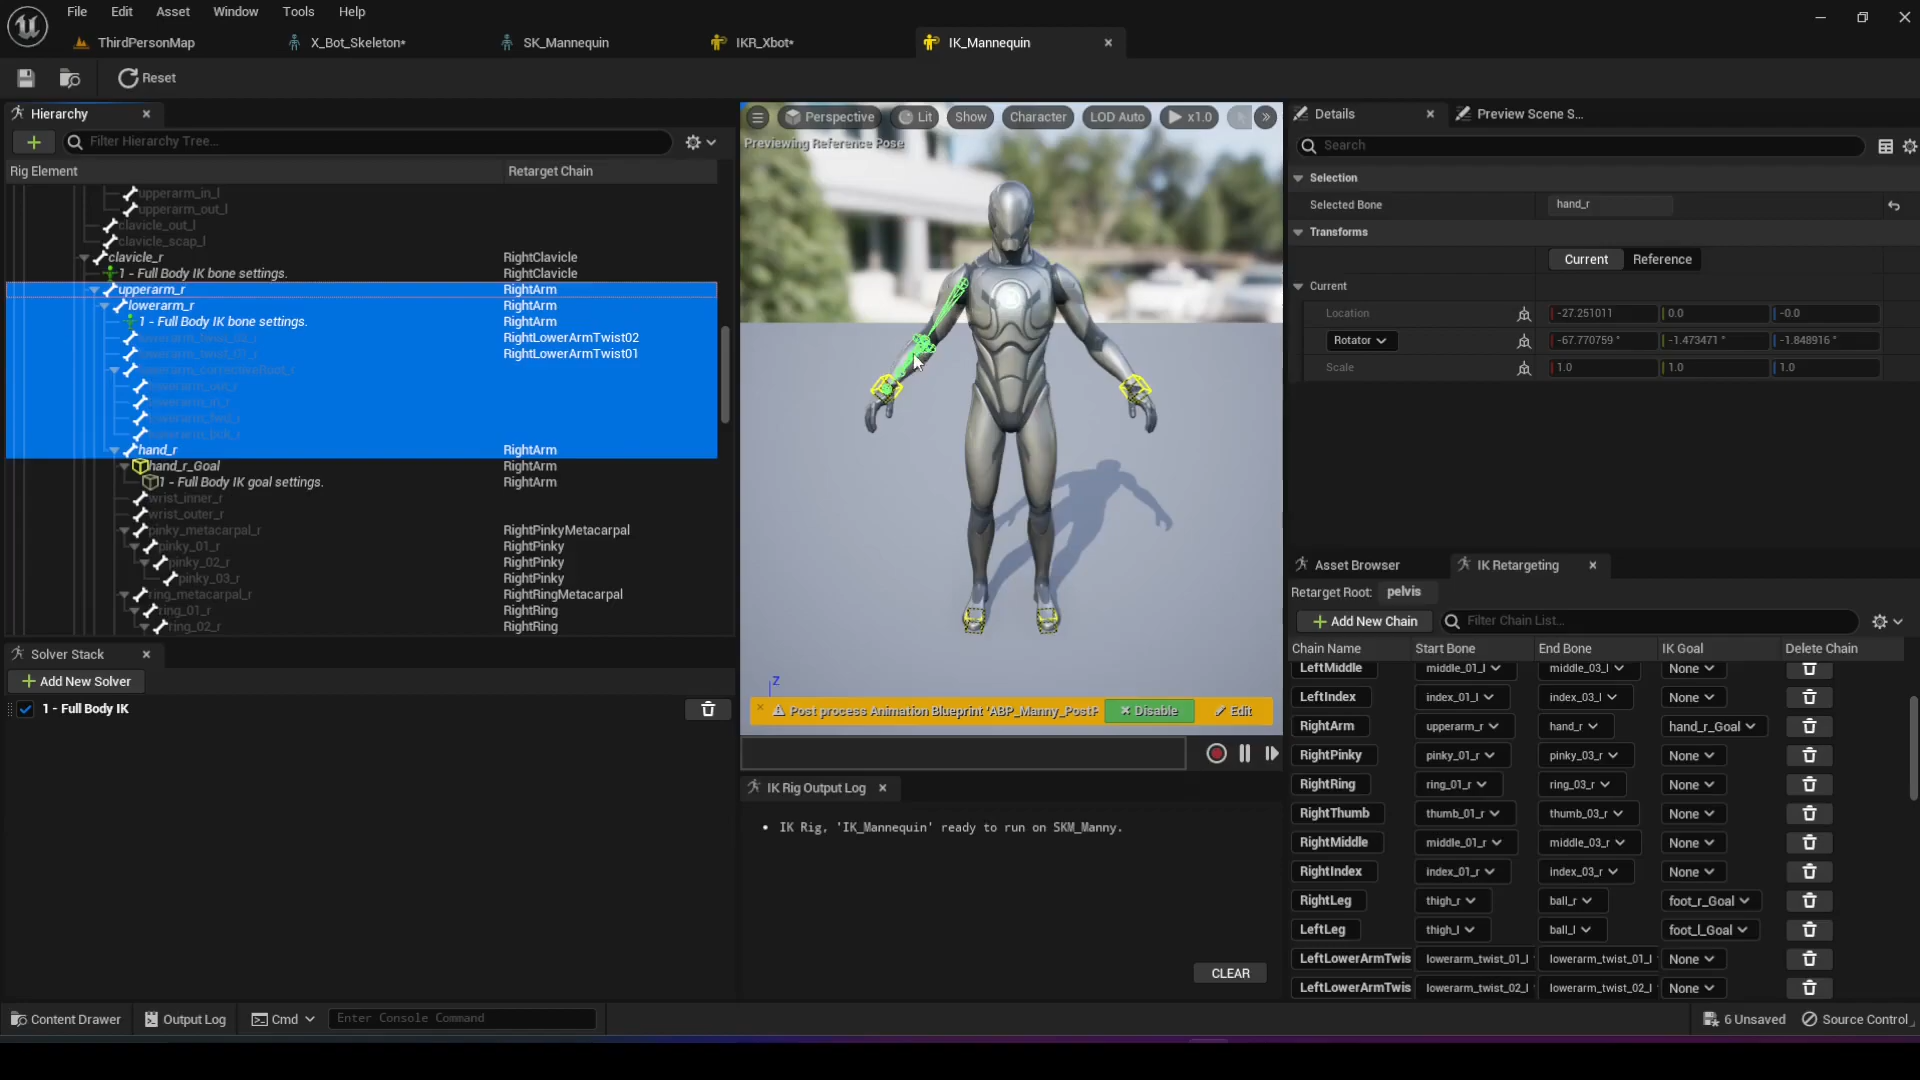 File Edit Asset Window Tools Help
ThirdPersonMap X_Bot_Skeleton* SK_Mannequin IKR_Xbot* IK_Mannequin
Reset
Hierarchy
Filter Hierarchy Tree...
Rig Element Retarget Chain
upperarm_in_l
upperarm_out_l
clavicle_out_l
clavicle_scap_l
clavicle_r RightClavicle
1 - Full Body IK bone settings. RightClavicle
upperarm_r RightArm
lowerarm_r RightArm
1 - Full Body IK bone settings. RightArm
lowerarm_twist_02_r RightLowerArmTwist02
lowerarm_twist_01_r RightLowerArmTwist01
lowerarm_correctiveRoot_r
lowerarm_out_r
lowerarm_in_r
lowerarm_fwd_r
lowerarm_bck_r
hand_r RightArm
hand_r_Goal RightArm
1 - Full Body IK goal settings. RightArm
wrist_inner_r
wrist_outer_r
pinky_metacarpal_r RightPinkyMetacarpal
pinky_01_r RightPinky
pinky_02_r RightPinky
pinky_03_r RightPinky
ring_metacarpal_r RightRingMetacarpal
ring_01_r RightRing
ring_02_r RightRing
Solver Stack
Add New Solver
1 - Full Body IK
Perspective Lit Show Character LOD Auto x1.0
Previewing Reference Pose
Z
Post process Animation Blueprint 'ABP_Manny_PostP Disable Edit
IK Rig Output Log
• IK Rig, 'IK_Mannequin' ready to run on SKM_Manny.
CLEAR
Details Preview Scene S...
Search
Selection
Selected Bone hand_r
Transforms
Current Reference
Current
Location -27.251011 0.0 -0.0
Rotator -67.770759 ° -1.473471 ° -1.848916 °
Scale 1.0 1.0 1.0
Asset Browser IK Retargeting
Retarget Root: pelvis
Add New Chain Filter Chain List...
Chain Name Start Bone End Bone IK Goal Delete Chain
LeftMiddle middle_01_l middle_03_l None
LeftIndex index_01_l index_03_l None
RightArm upperarm_r hand_r hand_r_Goal
RightPinky pinky_01_r pinky_03_r None
RightRing ring_01_r ring_03_r None
RightThumb thumb_01_r thumb_03_r None
RightMiddle middle_01_r middle_03_r None
RightIndex index_01_r index_03_r None
RightLeg thigh_r ball_r foot_r_Goal
LeftLeg thigh_l ball_l foot_l_Goal
LeftLowerArmTwis lowerarm_twist_01_l lowerarm_twist_01_l None
LeftLowerArmTwis lowerarm_twist_02_l lowerarm_twist_02_l None
Content Drawer Output Log Cmd Enter Console Command 6 Unsaved Source Control